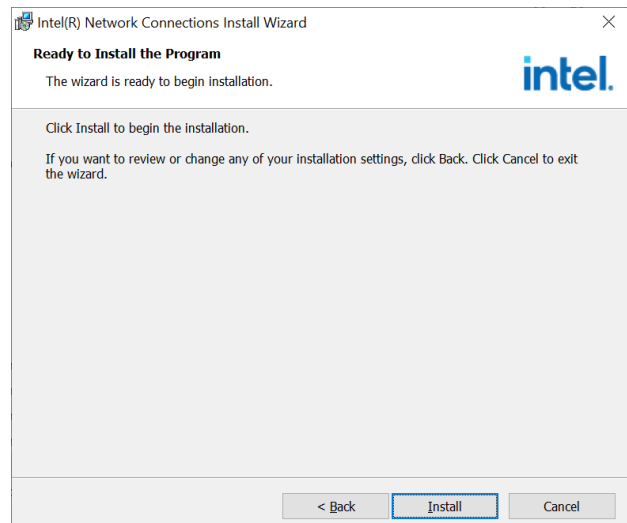 Intel(R) Network Connections Install Wizard
Ready to Install the Program
The wizard is ready to begin installation.
intel.
Click Install to begin the installation.
If you want to review or change any of your installation settings, click Back. Click Cancel to exit
the wizard.
< Back
Install
Cancel